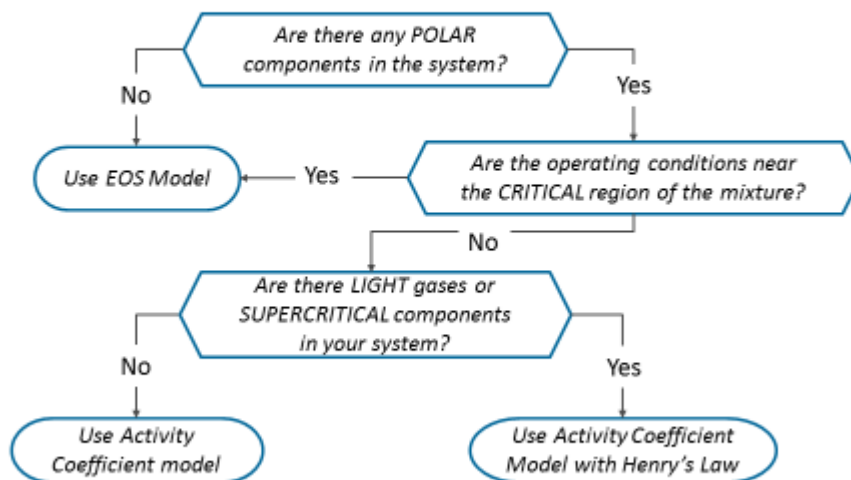 Are there any POLAR
components in the system?
No
Yes
Use EOS Model
Yes
Are the operating conditions near
the CRITICAL region of the mixture?
No
Are there LIGHT gases or
SUPERCRITICAL components
in your system?
No
Yes
Use Activity
Coefficient model
Use Activity Coefficient
Model with Henry's Law